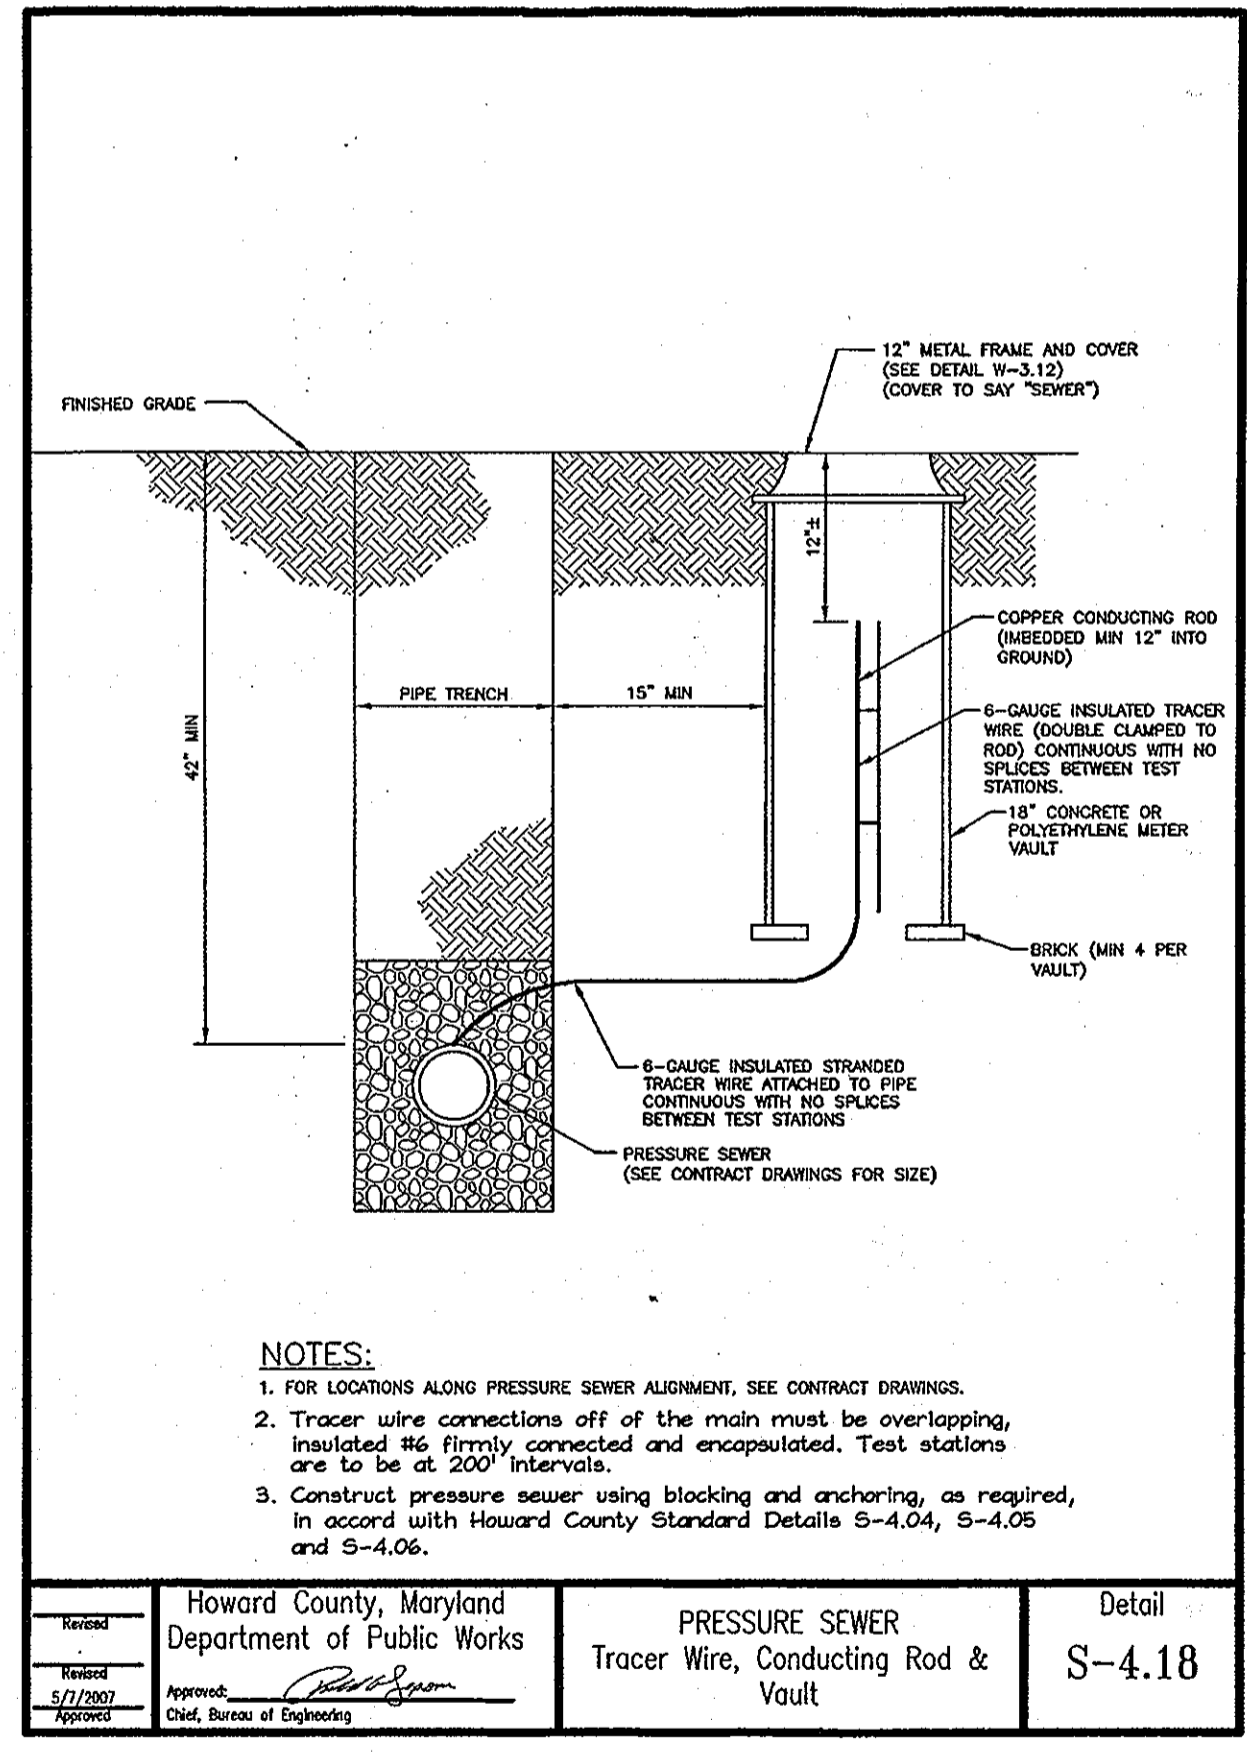 12" METAL FRAME AND COVER
(SEE DETAIL W-3.12)
(COVER TO SAY "SEWER")
FINISHED GRADE
12"±
COPPER CONDUCTING ROD
(IMBEDDED MIN 12" INTO
GROUND)
PIPE TRENCH
15" MIN
42" MIN
6-GAUGE INSULATED TRACER
WIRE (DOUBLE CLAMPED TO
ROD) CONTINUOUS WITH NO
SPLICES BETWEEN TEST
STATIONS.
18" CONCRETE OR
POLYETHYLENE METER
VAULT
BRICK (MIN 4 PER
VAULT)
6-GAUGE INSULATED STRANDED
TRACER WIRE ATTACHED TO PIPE
CONTINUOUS WITH NO SPLICES
BETWEEN TEST STATIONS
PRESSURE SEWER
(SEE CONTRACT DRAWINGS FOR SIZE)
NOTES:
1. FOR LOCATIONS ALONG PRESSURE SEWER ALIGNMENT, SEE CONTRACT DRAWINGS.
2. Tracer wire connections off of the main must be overlapping,
insulated #6 firmly connected and encapsulated. Test stations
are to be at 200' intervals.
3. Construct pressure sewer using blocking and anchoring, as required,
in accord with Howard County Standard Details S-4.04, S-4.05
and S-4.06.
Revised
Revised
5/7/2007
Approved
Howard County, Maryland
Department of Public Works
Approved:
Chief, Bureau of Engineering
PRESSURE SEWER
Tracer Wire, Conducting Rod &
Vault
Detail
S-4.18